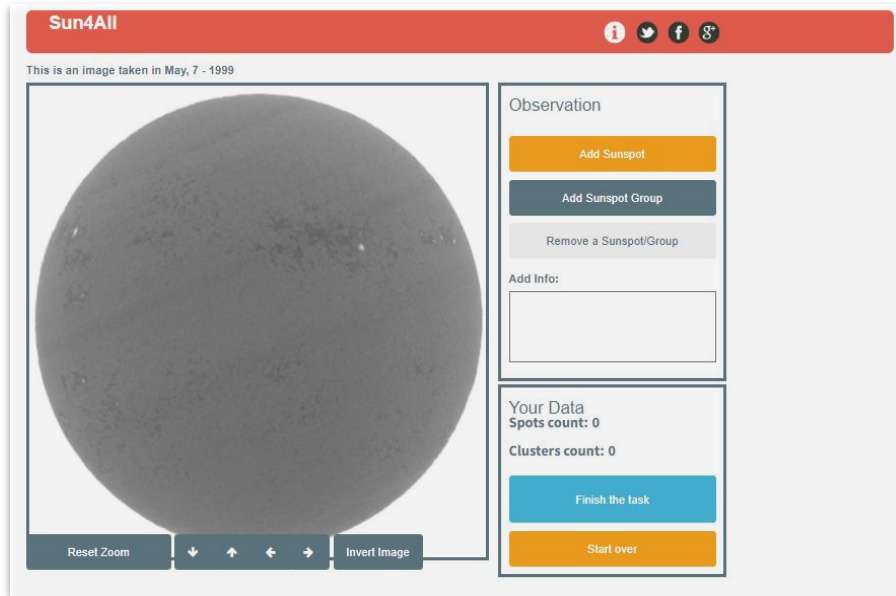 Sun4All
This is an image taken in May, 7 - 1999
Observation
Add Sunspot
Add Sunspot Group
Remove a Sunspot/Group
Add Info:
Your Data
Spots count: 0
Clusters count: 0
Finish the task
Start over
Reset Zoom
Invert Image